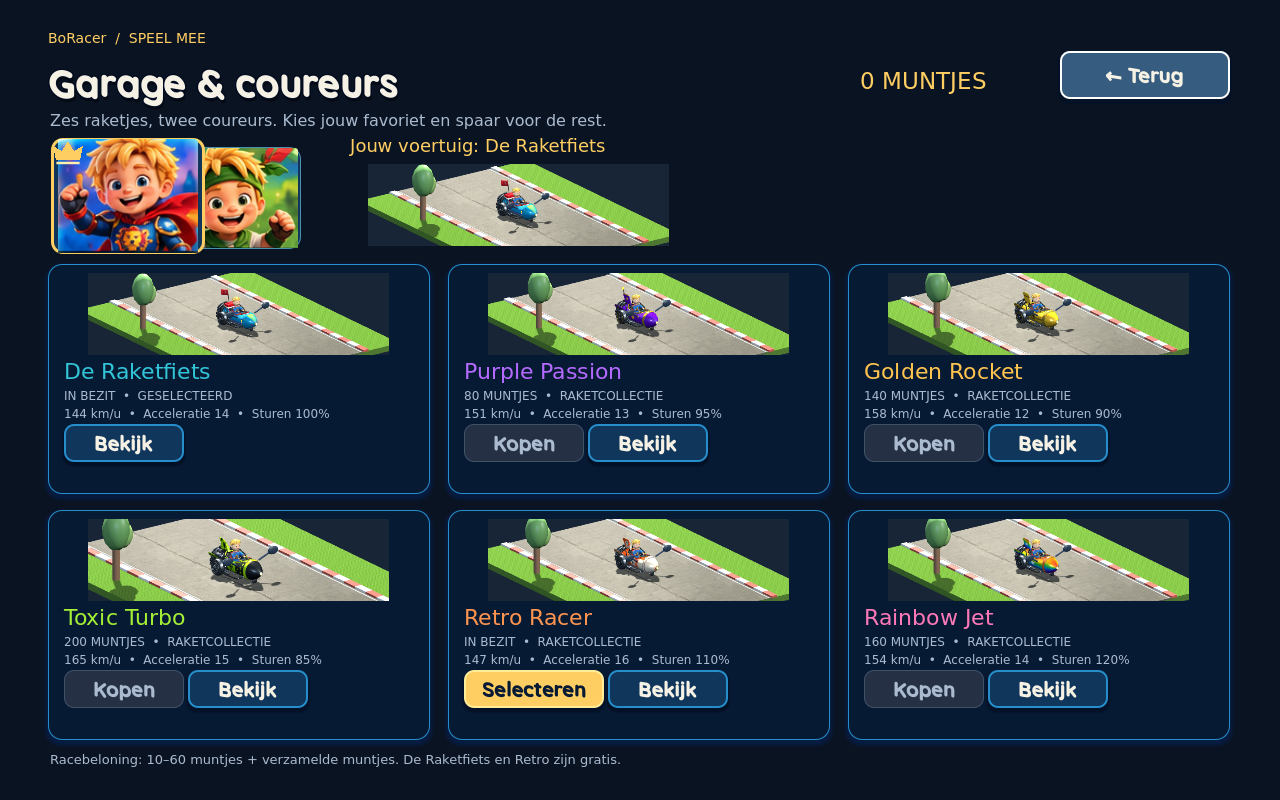 BoRacer / SPEEL MEE
Garage & coureurs
0 MUNTJES
← Terug
Zes raketjes, twee coureurs. Kies jouw favoriet en spaar voor de rest.
Jouw voertuig: De Raketfiets
De Raketfiets
IN BEZIT • GESELECTEERD
144 km/u • Acceleratie 14 • Sturen 100%
Bekijk
Purple Passion
80 MUNTJES • RAKETCOLLECTIE
151 km/u • Acceleratie 13 • Sturen 95%
Kopen Bekijk
Golden Rocket
140 MUNTJES • RAKETCOLLECTIE
158 km/u • Acceleratie 12 • Sturen 90%
Kopen Bekijk
Toxic Turbo
200 MUNTJES • RAKETCOLLECTIE
165 km/u • Acceleratie 15 • Sturen 85%
Kopen Bekijk
Retro Racer
IN BEZIT • RAKETCOLLECTIE
147 km/u • Acceleratie 16 • Sturen 110%
Selecteren Bekijk
Rainbow Jet
160 MUNTJES • RAKETCOLLECTIE
154 km/u • Acceleratie 14 • Sturen 120%
Kopen Bekijk
Racebeloning: 10–60 muntjes + verzamelde muntjes. De Raketfiets en Retro zijn gratis.